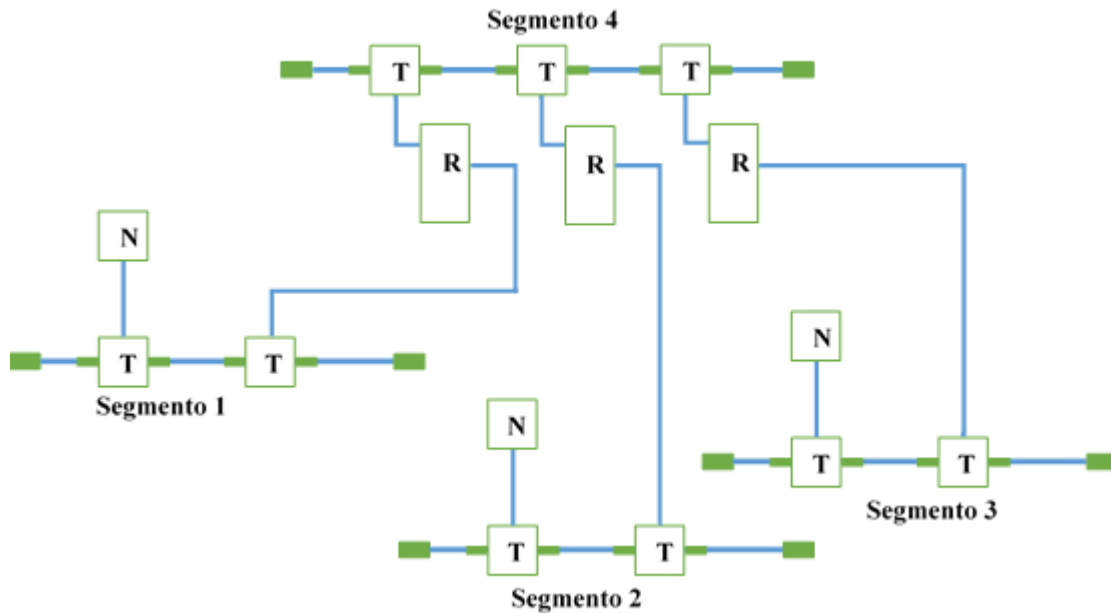 Segmento 4
T T T
R R R
N
T T
Segmento 1
N
T T
Segmento 3
N
T T
Segmento 2